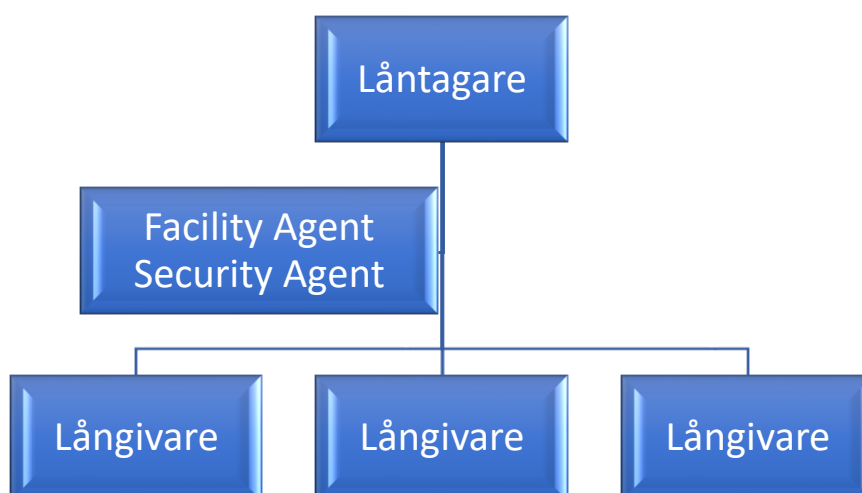 Låntagare
Facility Agent
Security Agent
Långivare
Långivare
Långivare